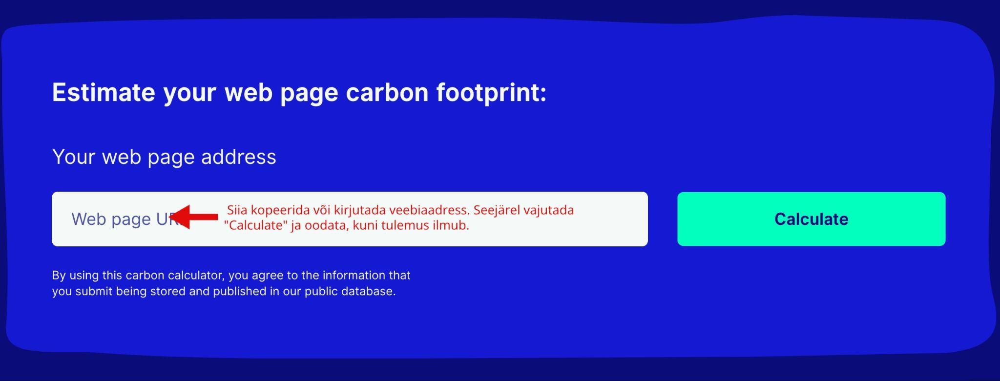 Estimate your web page carbon footprint:
Your web page address
Web page
Siia kopeerida või kirjutada veebiaadress. Seejärel vajutada
"Calculate" ja oodata, kuni tulemus ilmub.
Calculate
By using this carbon calculator, you agree to the information that
you submit being stored and published in our public database.